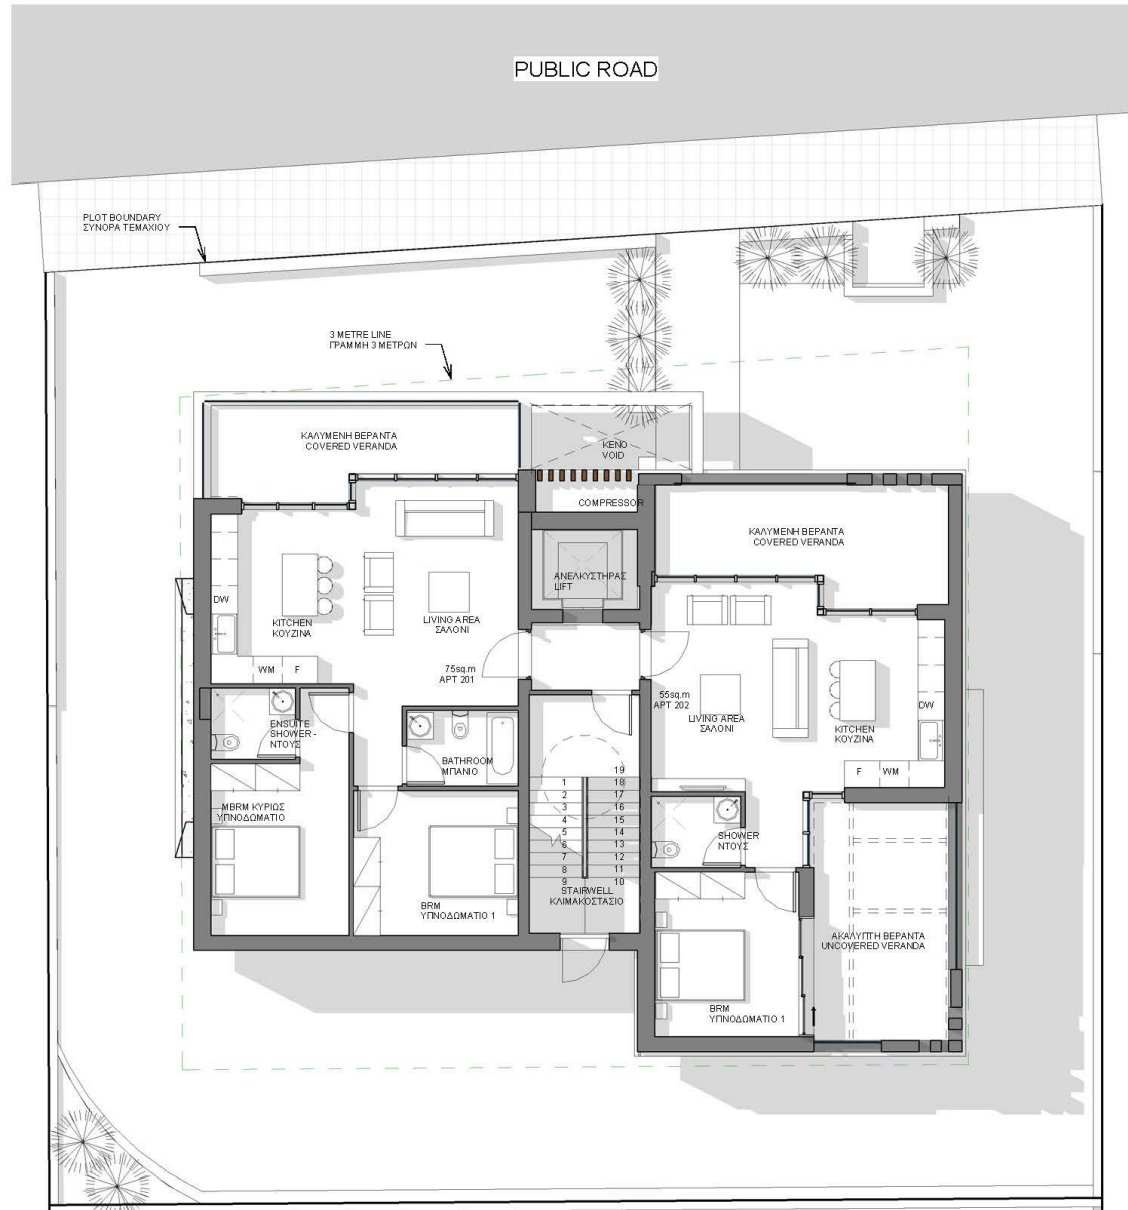 PUBLIC ROAD
PLOT BOUNDARY
ΣΥΝΟΡΑ ΤΕΜΑΧΙΟΥ
3 METRE LINE
ΓΡΑΜΜΗ 3 ΜΕΤΡΩΝ
ΚΑΛΥΜΕΝΗ ΒΕΡΑΝΤΑ
COVERED VERANDA
ΚΕΝΟ
VOID
COMPRESSOR
ΚΑΛΥΜΕΝΗ ΒΕΡΑΝΤΑ
COVERED VERANDA
ΑΝΕΛΚΥΣΤΗΡΑΣ
LIFT
DW
KITCHEN
ΚΟΥΖΙΝΑ
LIVING AREA
ΣΑΛΟΝΙ
WM
F
75sq.m
APT 201
55sq.m
APT 202
LIVING AREA
ΣΑΛΟΝΙ
KITCHEN
ΚΟΥΖΙΝΑ
DW
F
WM
ENSUITE
SHOWER -
ΝΤΟΥΣ
BATHROOM
ΜΠΑΝΙΟ
MBRM ΚΥΡΙΩΣ
ΥΠΝΟΔΩΜΑΤΙΟ
BRM
ΥΠΝΟΔΩΜΑΤΙΟ 1
1
2
3
4
5
6
7
8
9
19
18
17
16
15
14
13
12
11
10
STAIRWELL
ΚΛΙΜΑΚΟΣΤΑΣΙΟ
SHOWER
ΝΤΟΥΣ
ΑΚΑΛΥΠΤΗ ΒΕΡΑΝΤΑ
UNCOVERED VERANDA
BRM
ΥΠΝΟΔΩΜΑΤΙΟ 1